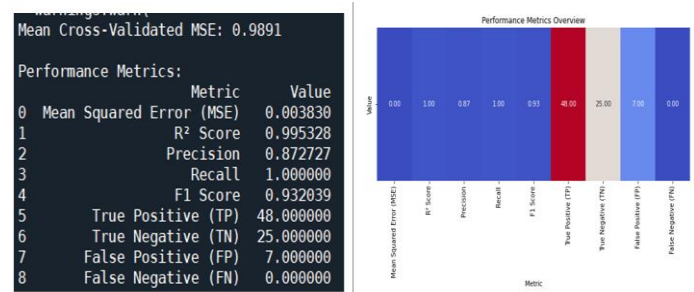 Mean Cross-Validated MSE: 0.9891
Performance Metrics:
Metric Value
0 Mean Squared Error (MSE) 0.003830
1 R² Score 0.995328
2 Precision 0.872727
3 Recall 1.000000
4 F1 Score 0.932039
5 True Positive (TP) 48.000000
6 True Negative (TN) 25.000000
7 False Positive (FP) 7.000000
8 False Negative (FN) 0.000000
Performance Metrics Overview
Value
0.00 1.00 0.87 1.00 0.93 48.00 25.00 7.00 0.00
Mean Squared Error (MSE)
R² Score
Precision
Recall
F1 Score
True Positive (TP)
True Negative (TN)
False Positive (FP)
False Negative (FN)
Metric